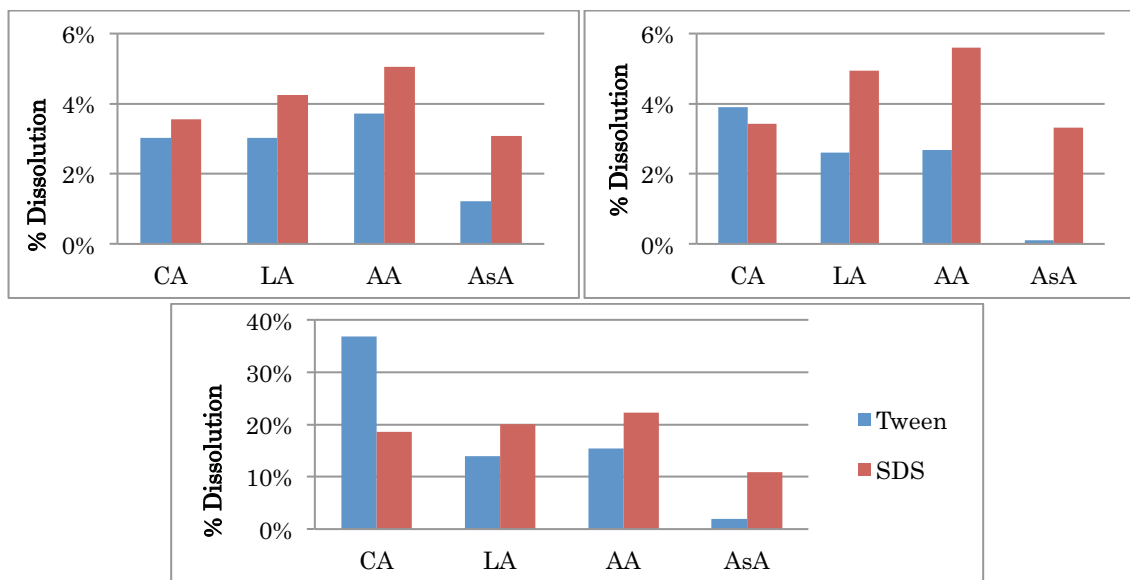 6%
4%
2%
0%
% Dissolution
CA LA AA AsA
6%
4%
2%
0%
% Dissolution
CA LA AA AsA
40%
30%
20%
10%
0%
% Dissolution
CA LA AA AsA
Tween
SDS